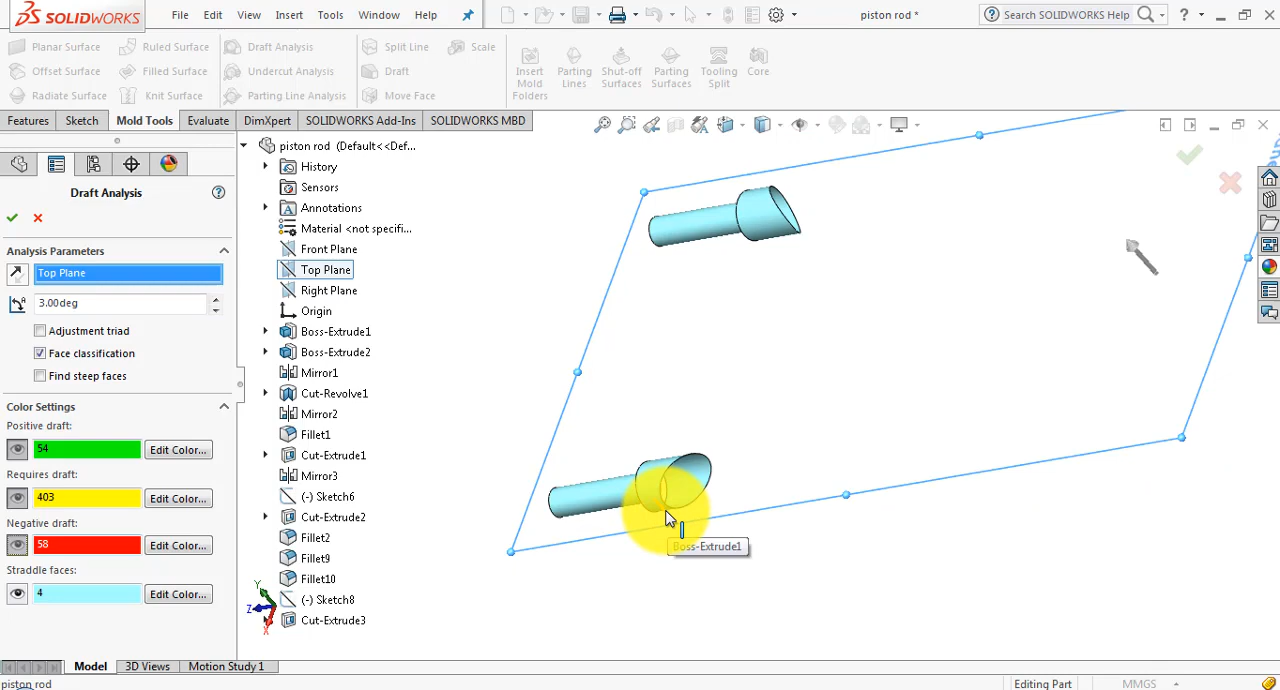 SOLIDWORKS
File Edit View Insert Tools Window Help
piston rod *
Search SOLIDWORKS Help
?
Planar Surface
Ruled Surface
Draft Analysis
Split Line
Scale
Offset Surface
Filled Surface
Undercut Analysis
Draft
Radiate Surface
Knit Surface
Parting Line Analysis
Move Face
Insert Mold Folders
Parting Lines
Shut-off Surfaces
Parting Surfaces
Tooling Split
Core
Features Sketch Mold Tools Evaluate DimXpert SOLIDWORKS Add-Ins SOLIDWORKS MBD
Draft Analysis
?
Analysis Parameters
Top Plane
3.00deg
Adjustment triad
Face classification
Find steep faces
Color Settings
Positive draft:
54 Edit Color...
Requires draft:
403 Edit Color...
Negative draft:
58 Edit Color...
Straddle faces:
4 Edit Color...
piston rod (Default<<Def...
History
Sensors
Annotations
Material <not specifi...
Front Plane
Top Plane
Right Plane
Origin
Boss-Extrude1
Boss-Extrude2
Mirror1
Cut-Revolve1
Mirror2
Fillet1
Cut-Extrude1
Mirror3
(-) Sketch6
Cut-Extrude2
Fillet2
Fillet9
Fillet10
(-) Sketch8
Cut-Extrude3
Boss-Extrude1
Y
Z
X
Model 3D Views Motion Study 1
piston rod
Editing Part
MMGS